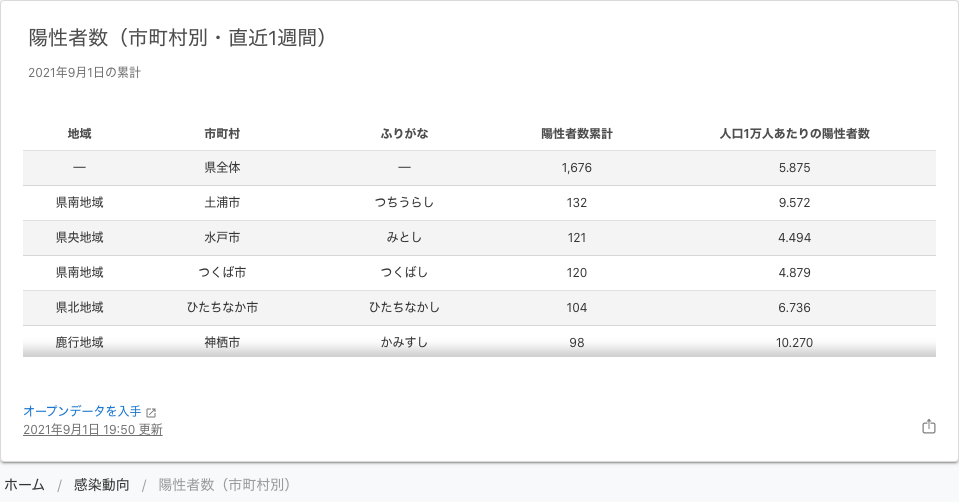 陽性者数（市町村別・直近1週間）
2021年9月1日の累計
地域 市町村 ふりがな 陽性者数累計 人口1万人あたりの陽性者数
— 県全体 — 1,676 5.875
県南地域 土浦市 つちうらし 132 9.572
県央地域 水戸市 みとし 121 4.494
県南地域 つくば市 つくばし 120 4.879
県北地域 ひたちなか市 ひたちなかし 104 6.736
鹿行地域 神栖市 かみすし 98 10.270
オープンデータを入手
2021年9月1日 19:50 更新
ホーム / 感染動向 / 陽性者数（市町村別）